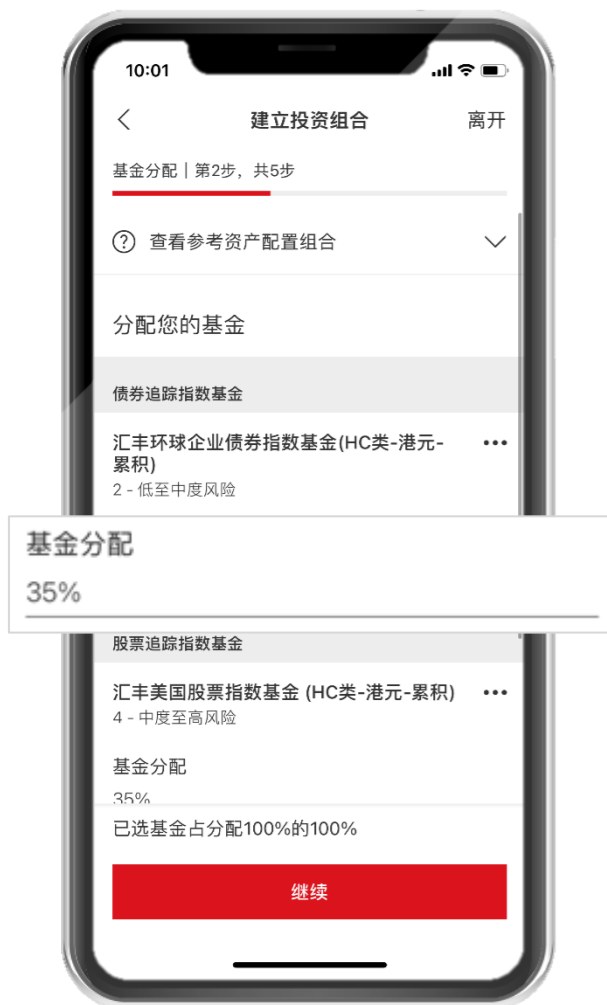 10:01
建立投资组合
离开
基金分配 | 第2步，共5步
查看参考资产配置组合
分配您的基金
债券追踪指数基金
汇丰环球企业债券指数基金(HC类-港元-
累积)
2 - 低至中度风险
基金分配
35%
股票追踪指数基金
汇丰美国股票指数基金 (HC类-港元-累积)
4 - 中度至高风险
基金分配
35%
已选基金占分配100%的100%
继续